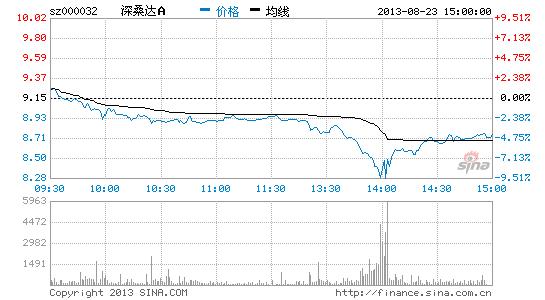 sz000032 深桑达A 价格 均线 2013-08-23 15:00:00
10.02 9.51%
9.80 7.13%
9.59 4.75%
9.37 2.38%
9.15 0.00%
8.93 -2.38%
8.71 -4.75%
8.50 -7.13%
8.28 -9.51%
sina
新浪财经
09:30 10:00 10:30 11:00 11:30 13:30 14:00 14:30 15:00
5963
4472
2982
1491
Copyright 2013 SINA.COM http://finance.sina.com.cn